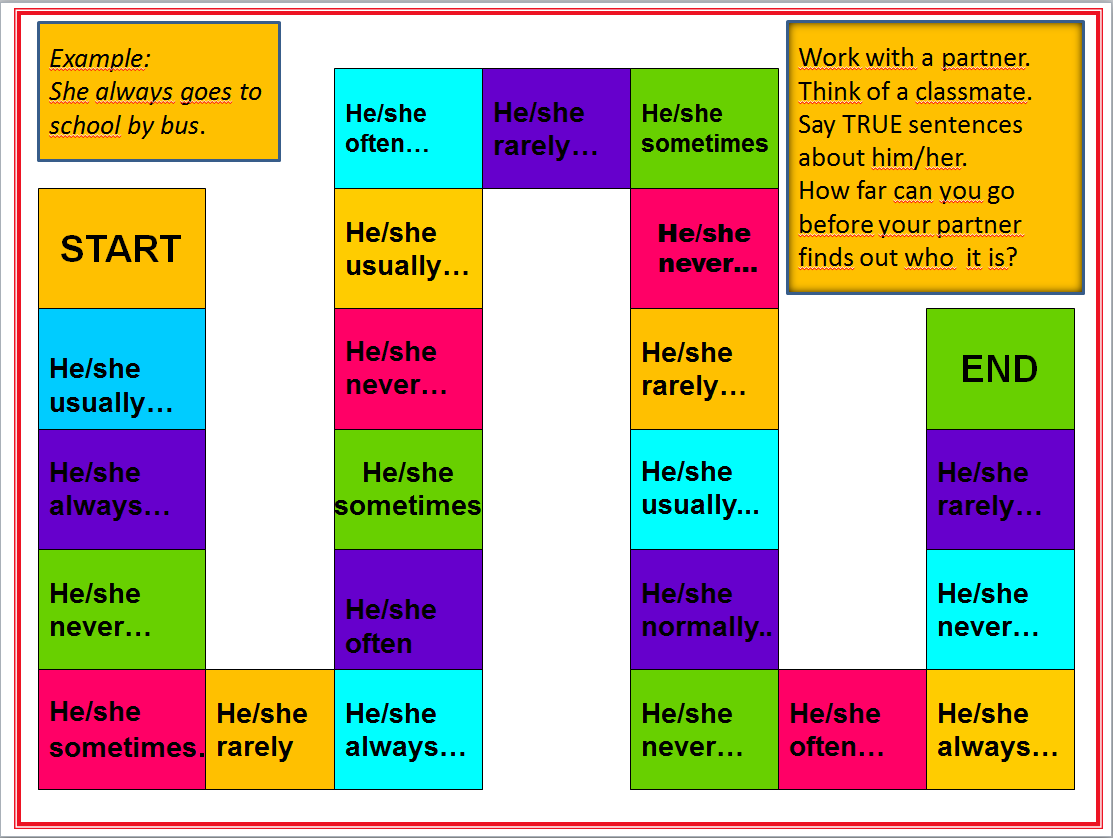 Example:
She always goes to
school by bus.
Work with a partner.
Think of a classmate.
Say TRUE sentences
about him/her.
How far can you go
before your partner
finds out who  it is?
START
He/she
usually…
He/she
always…
He/she
never…
He/she
sometimes.
He/she
rarely
He/she
always…
He/she
often
He/she
sometimes
He/she
never…
He/she
usually…
He/she
often…
He/she
rarely…
He/she
sometimes
He/she
never…
He/she
rarely…
He/she
usually...
He/she
normally..
He/she
never…
He/she
often…
He/she
always…
He/she
never…
He/she
rarely…
END